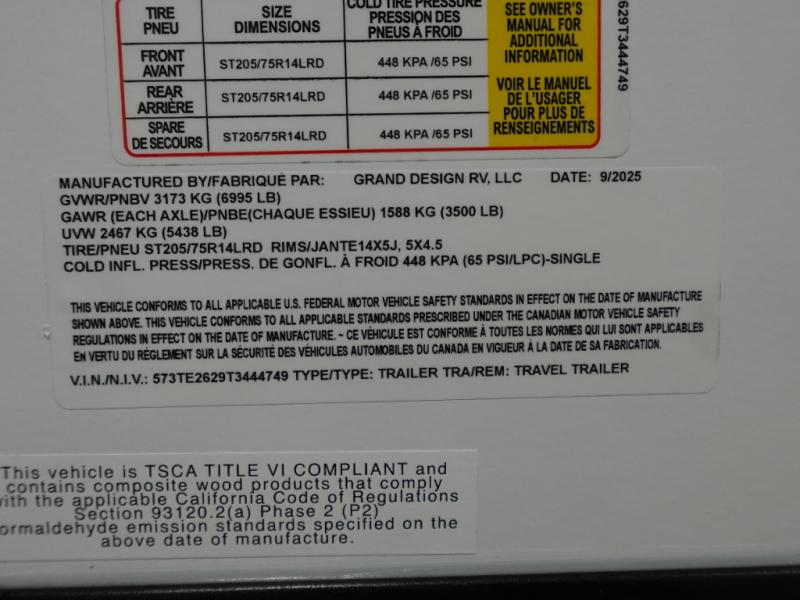 TIRE PNEU
SIZE DIMENSIONS
COLD TIRE PRESSURE PRESSION DES PNEUS À FROID
SEE OWNER'S
MANUAL FOR
ADDITIONAL
INFORMATION
VOIR LE MANUEL
DE L'USAGER
POUR PLUS DE
RENSEIGNEMENTS
FRONT AVANT ST205/75R14LRD 448 KPA /65 PSI
REAR ARRIÈRE ST205/75R14LRD 448 KPA /65 PSI
SPARE DE SECOURS ST205/75R14LRD 448 KPA /65 PSI
629T3444749
MANUFACTURED BY/FABRIQUÉ PAR: GRAND DESIGN RV, LLC DATE: 9/2025
GVWR/PNBV 3173 KG (6995 LB)
GAWR (EACH AXLE)/PNBE(CHAQUE ESSIEU) 1588 KG (3500 LB)
UVW 2467 KG (5438 LB)
TIRE/PNEU ST205/75R14LRD RIMS/JANTE14X5J, 5X4.5
COLD INFL. PRESS/PRESS. DE GONFL. À FROID 448 KPA (65 PSI/LPC)-SINGLE
THIS VEHICLE CONFORMS TO ALL APPLICABLE U.S. FEDERAL MOTOR VEHICLE SAFETY STANDARDS IN EFFECT ON THE DATE OF MANUFACTURE
SHOWN ABOVE. THIS VEHICLE CONFORMS TO ALL APPLICABLE STANDARDS PRESCRIBED UNDER THE CANADIAN MOTOR VEHICLE SAFETY
REGULATIONS IN EFFECT ON THE DATE OF MANUFACTURE. ~ CE VÉHICULE EST CONFORME À TOUTES LES NORMES QUI LUI SONT APPLICABLES
EN VERTU DU RÉGLEMENT SUR LA SÉCURITÉ DES VÉHICULES AUTOMOBILES DU CANADA EN VIGUEUR À LA DATE DE SA FABRICATION.
V.I.N./N.I.V.: 573TE2629T3444749 TYPE/TYPE: TRAILER TRA/REM: TRAVEL TRAILER
This vehicle is TSCA TITLE VI COMPLIANT and
contains composite wood products that comply
with the applicable California Code of Regulations
Section 93120.2(a) Phase 2 (P2)
ormaldehyde emission standards specified on the
above date of manufacture.